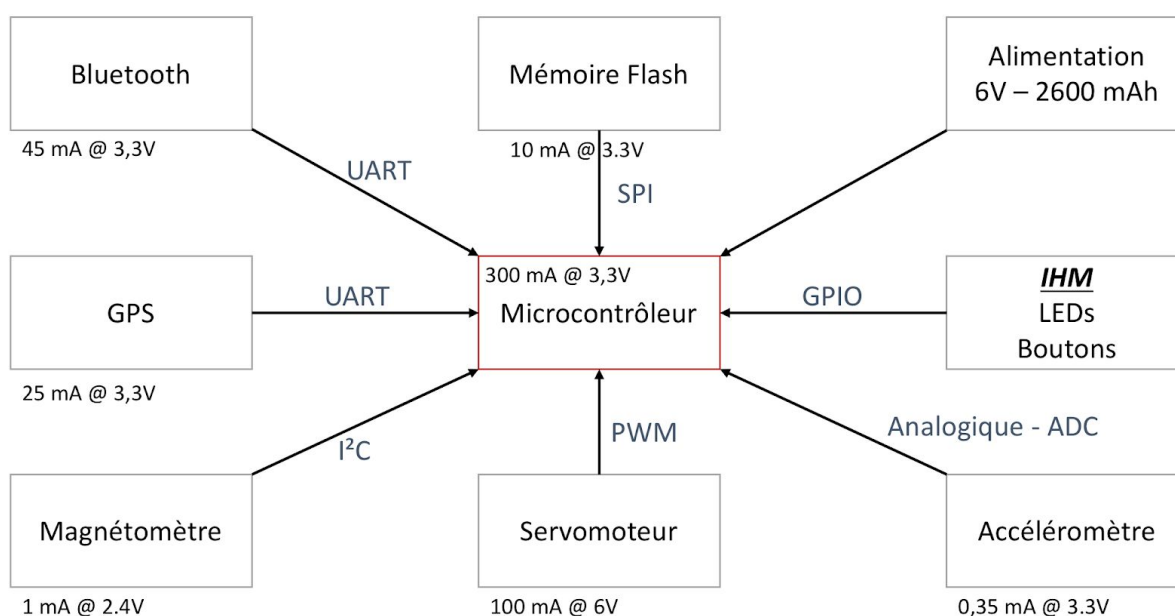 Bluetooth
Mémoire Flash
Alimentation
6V – 2600 mAh
45 mA @ 3,3V
10 mA @ 3.3V
UART
SPI
300 mA @ 3,3V
GPS
UART
Microcontrôleur
GPIO
IHM
LEDs
Boutons
25 mA @ 3,3V
I²C
PWM
Analogique - ADC
Magnétomètre
Servomoteur
Accéléromètre
1 mA @ 2.4V
100 mA @ 6V
0,35 mA @ 3.3V